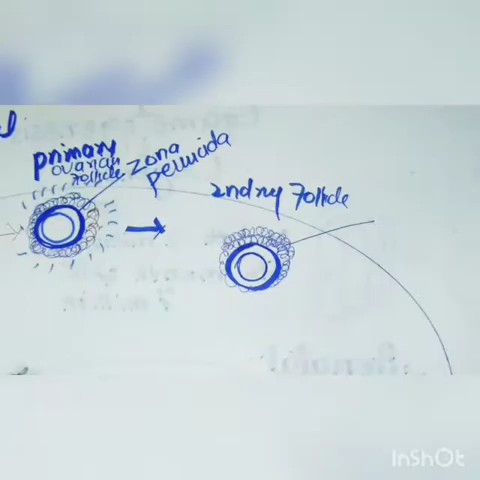 primary
ovarian
follicle
zona
pellucida
2ndry follicle
InShOt